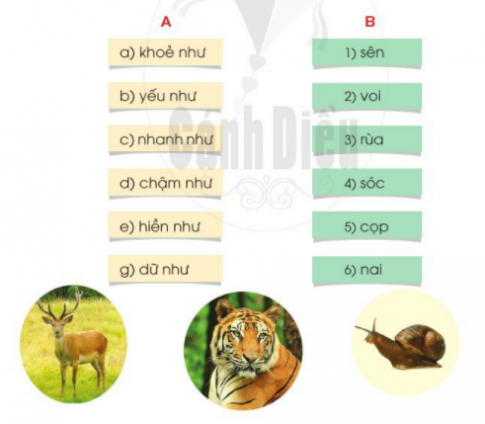 A B
a) khoẻ như 1) sên
b) yếu như 2) voi
c) nhanh như 3) rùa
Cánh Diều
d) chậm như 4) sóc
e) hiền như 5) cọp
g) dữ như 6) nai